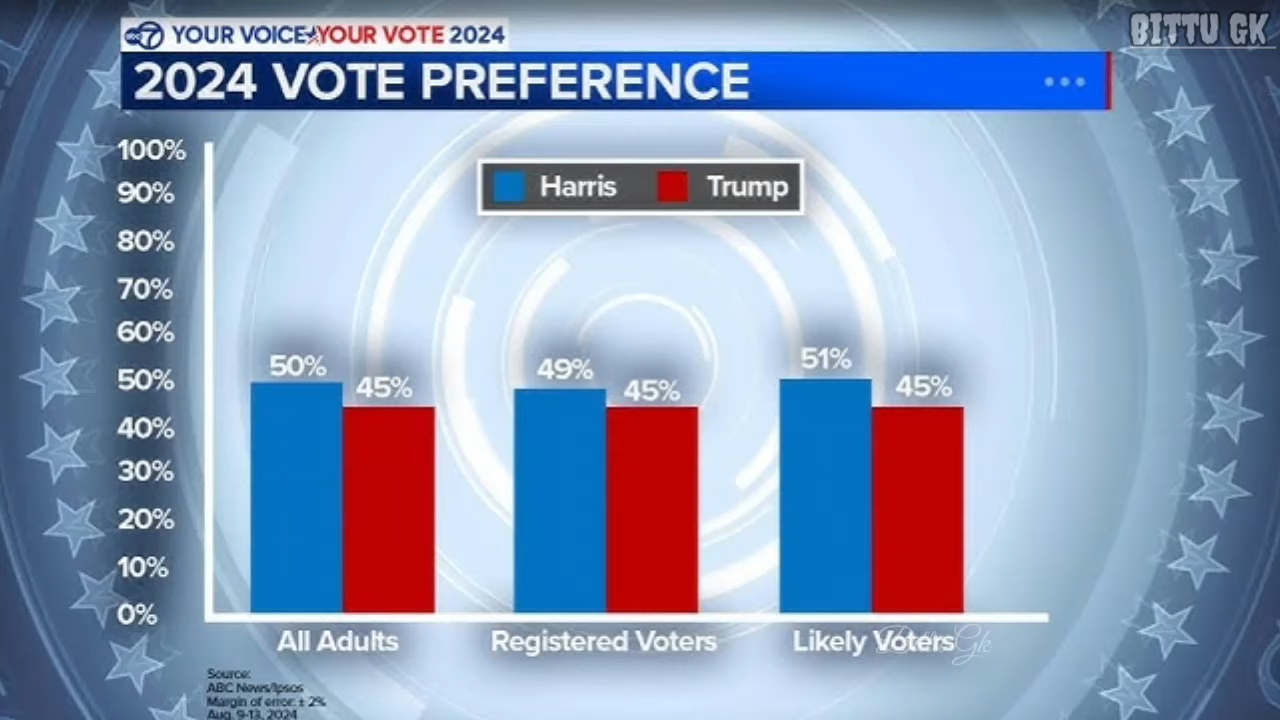 BITTU GK
abc7 YOUR VOICE YOUR VOTE 2024
2024 VOTE PREFERENCE
Harris Trump
100%
90%
80%
70%
60%
50%
40%
30%
20%
10%
0%
50% 45% 49% 45% 51% 45%
All Adults Registered Voters Likely Voters
Source:
ABC News/Ipsos
Margin of error: ± 2%
Aug. 9-13, 2024